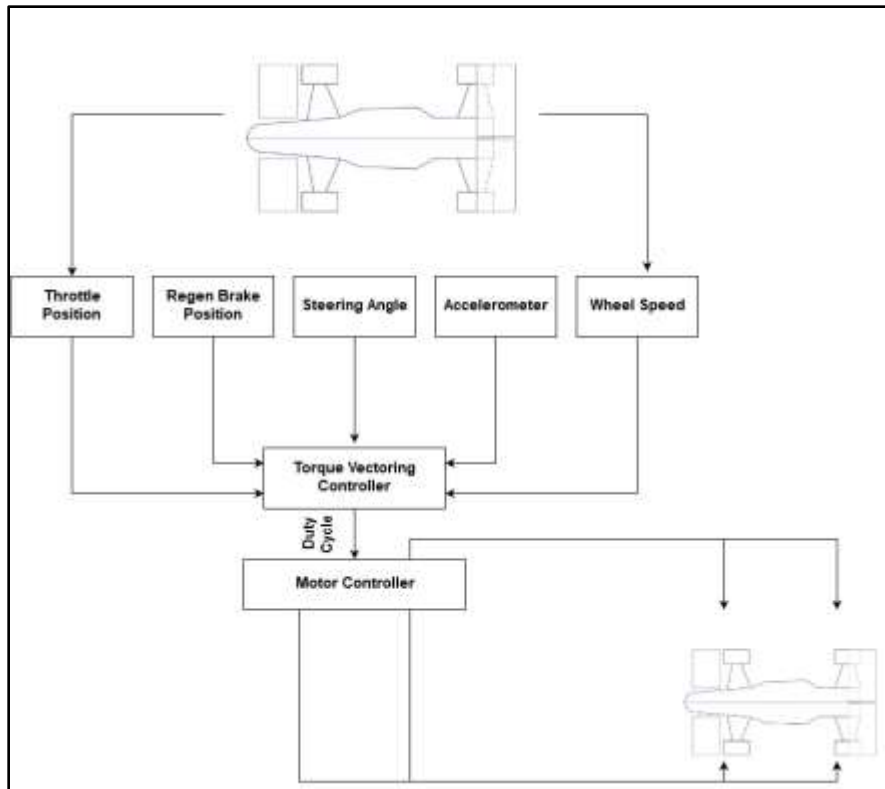 Throttle
Position
Regen Brake
Position
Steering Angle
Accelerometer
Wheel Speed
Torque Vectoring
Controller
Duty
Cycle
Motor Controller